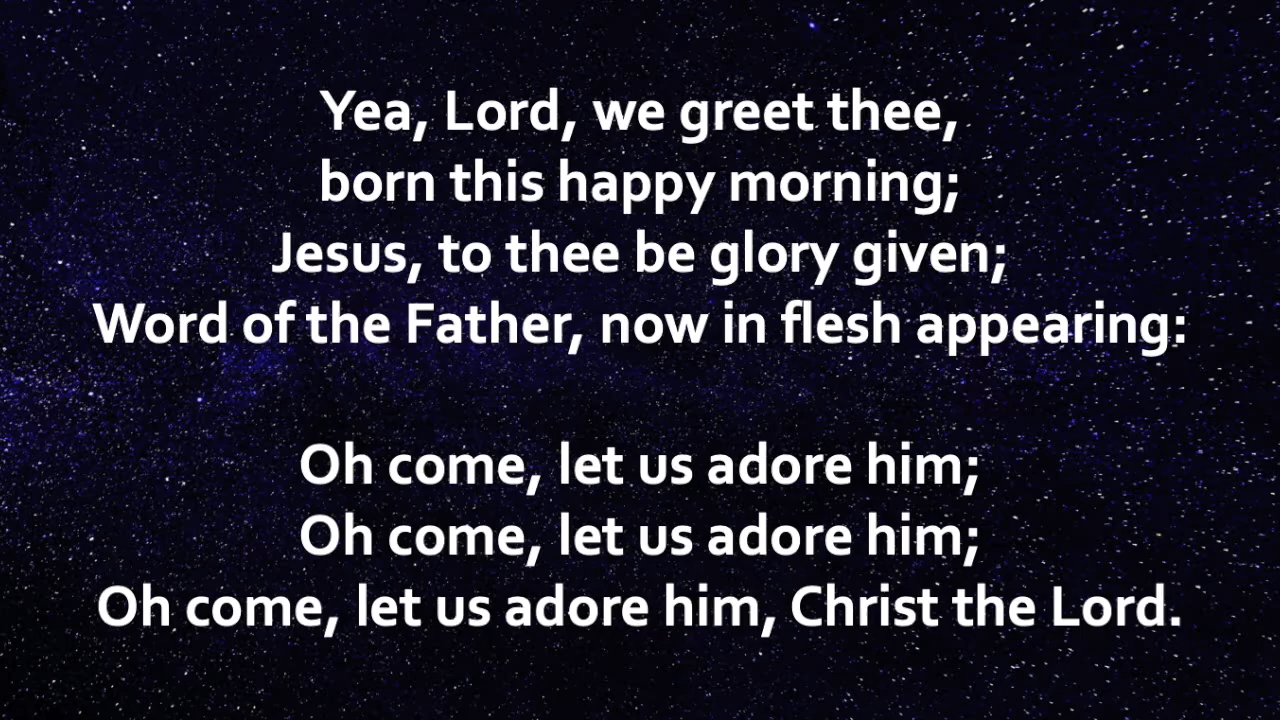 Yea, Lord, we greet thee,
born this happy morning;
Jesus, to thee be glory given;
Word of the Father, now in flesh appearing:
Oh come, let us adore him;
Oh come, let us adore him;
Oh come, let us adore him, Christ the Lord.